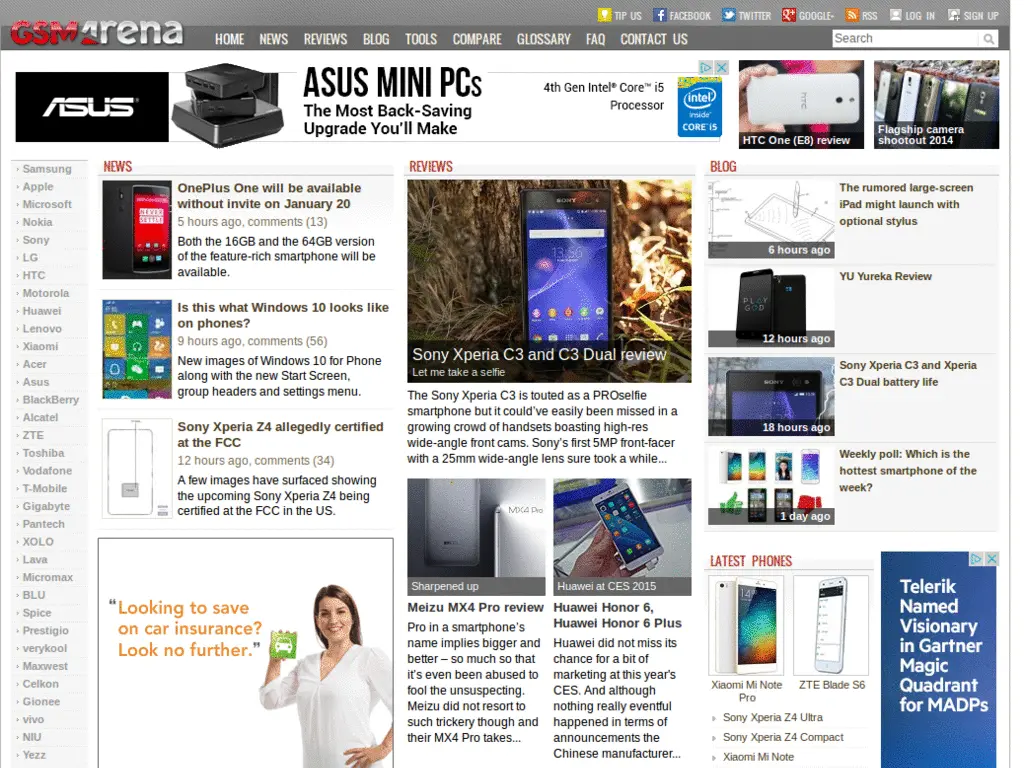 GSMArena
TIP US
FACEBOOK
TWITTER
GOOGLE+
RSS
LOG IN
SIGN UP
HOME
NEWS
REVIEWS
BLOG
TOOLS
COMPARE
GLOSSARY
FAQ
CONTACT US
Search
ASUS
ASUS MINI PCs
The Most Back-Saving
Upgrade You'll Make
4th Gen Intel® Core™ i5
Processor
intel
inside
CORE i5
HTC One (E8) review
Flagship camera
shootout 2014
Samsung
Apple
Microsoft
Nokia
Sony
LG
HTC
Motorola
Huawei
Lenovo
Xiaomi
Acer
Asus
BlackBerry
Alcatel
ZTE
Toshiba
Vodafone
T-Mobile
Gigabyte
Pantech
XOLO
Lava
Micromax
BLU
Spice
Prestigio
verykool
Maxwest
Celkon
Gionee
vivo
NIU
Yezz
NEWS
OnePlus One will be available
without invite on January 20
5 hours ago, comments (13)
Both the 16GB and the 64GB version
of the feature-rich smartphone will be
available.
Is this what Windows 10 looks like
on phones?
9 hours ago, comments (56)
New images of Windows 10 for Phone
along with the new Start Screen,
group headers and settings menu.
Sony Xperia Z4 allegedly certified
at the FCC
12 hours ago, comments (34)
A few images have surfaced showing
the upcoming Sony Xperia Z4 being
certified at the FCC in the US.
“Looking to save
on car insurance?
Look no further.”
REVIEWS
SONY
Sony Xperia C3 and C3 Dual review
Let me take a selfie
The Sony Xperia C3 is touted as a PROselfie
smartphone but it could've easily been missed in a
growing crowd of handsets boasting high-res
wide-angle front cams. Sony's first 5MP front-facer
with a 25mm wide-angle lens sure took a while...
MX4 Pro
Sharpened up
Meizu MX4 Pro review
Pro in a smartphone's
name implies bigger and
better – so much so that
it's even been abused to
fool the unsuspecting.
Meizu did not resort to
such trickery though and
their MX4 Pro takes...
Huawei at CES 2015
Huawei Honor 6,
Huawei Honor 6 Plus
Huawei did not miss its
chance for a bit of
marketing at this year's
CES. And although
nothing really eventful
happened in terms of
announcements the
Chinese manufacturer...
BLOG
6 hours ago
The rumored large-screen
iPad might launch with
optional stylus
PLAY
GOD
12 hours ago
YU Yureka Review
SONY
18 hours ago
Sony Xperia C3 and Xperia
C3 Dual battery life
1 day ago
Weekly poll: Which is the
hottest smartphone of the
week?
LATEST PHONES
Xiaomi Mi Note
Pro
ZTE Blade S6
Sony Xperia Z4 Ultra
Sony Xperia Z4 Compact
Xiaomi Mi Note
Telerik
Named
Visionary
in Gartner
Magic
Quadrant
for MADPs